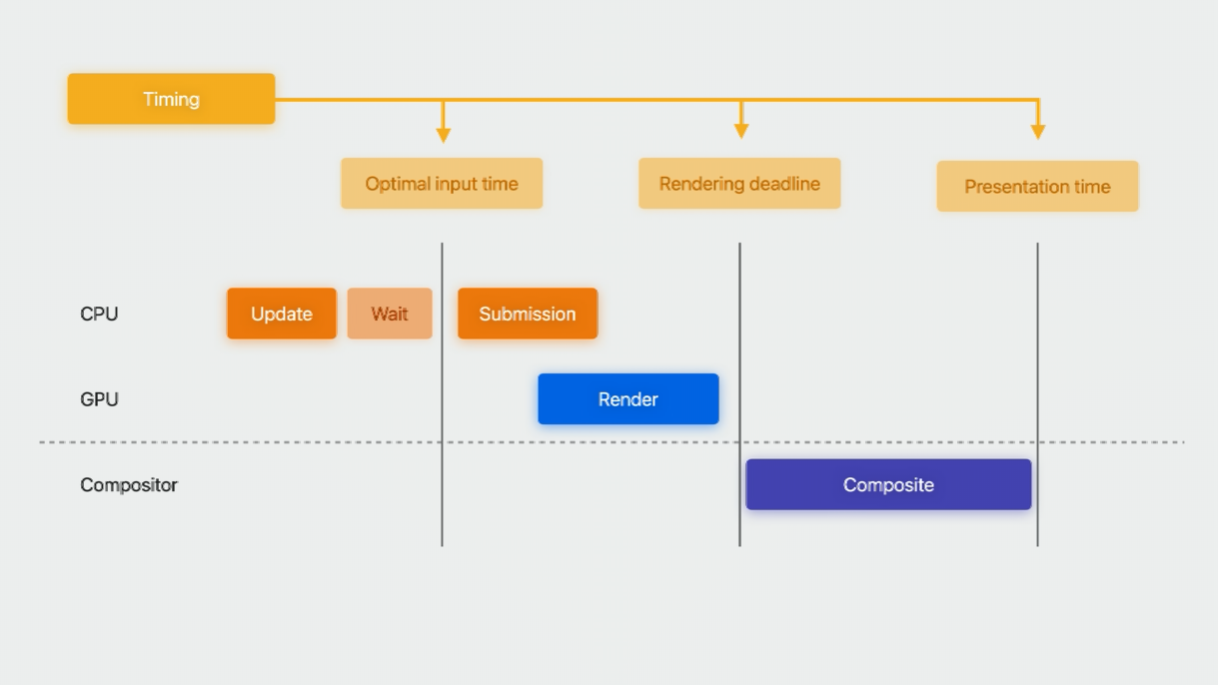 Timing
Optimal input time
Rendering deadline
Presentation time
CPU
Update
Wait
Submission
GPU
Render
Compositor
Composite